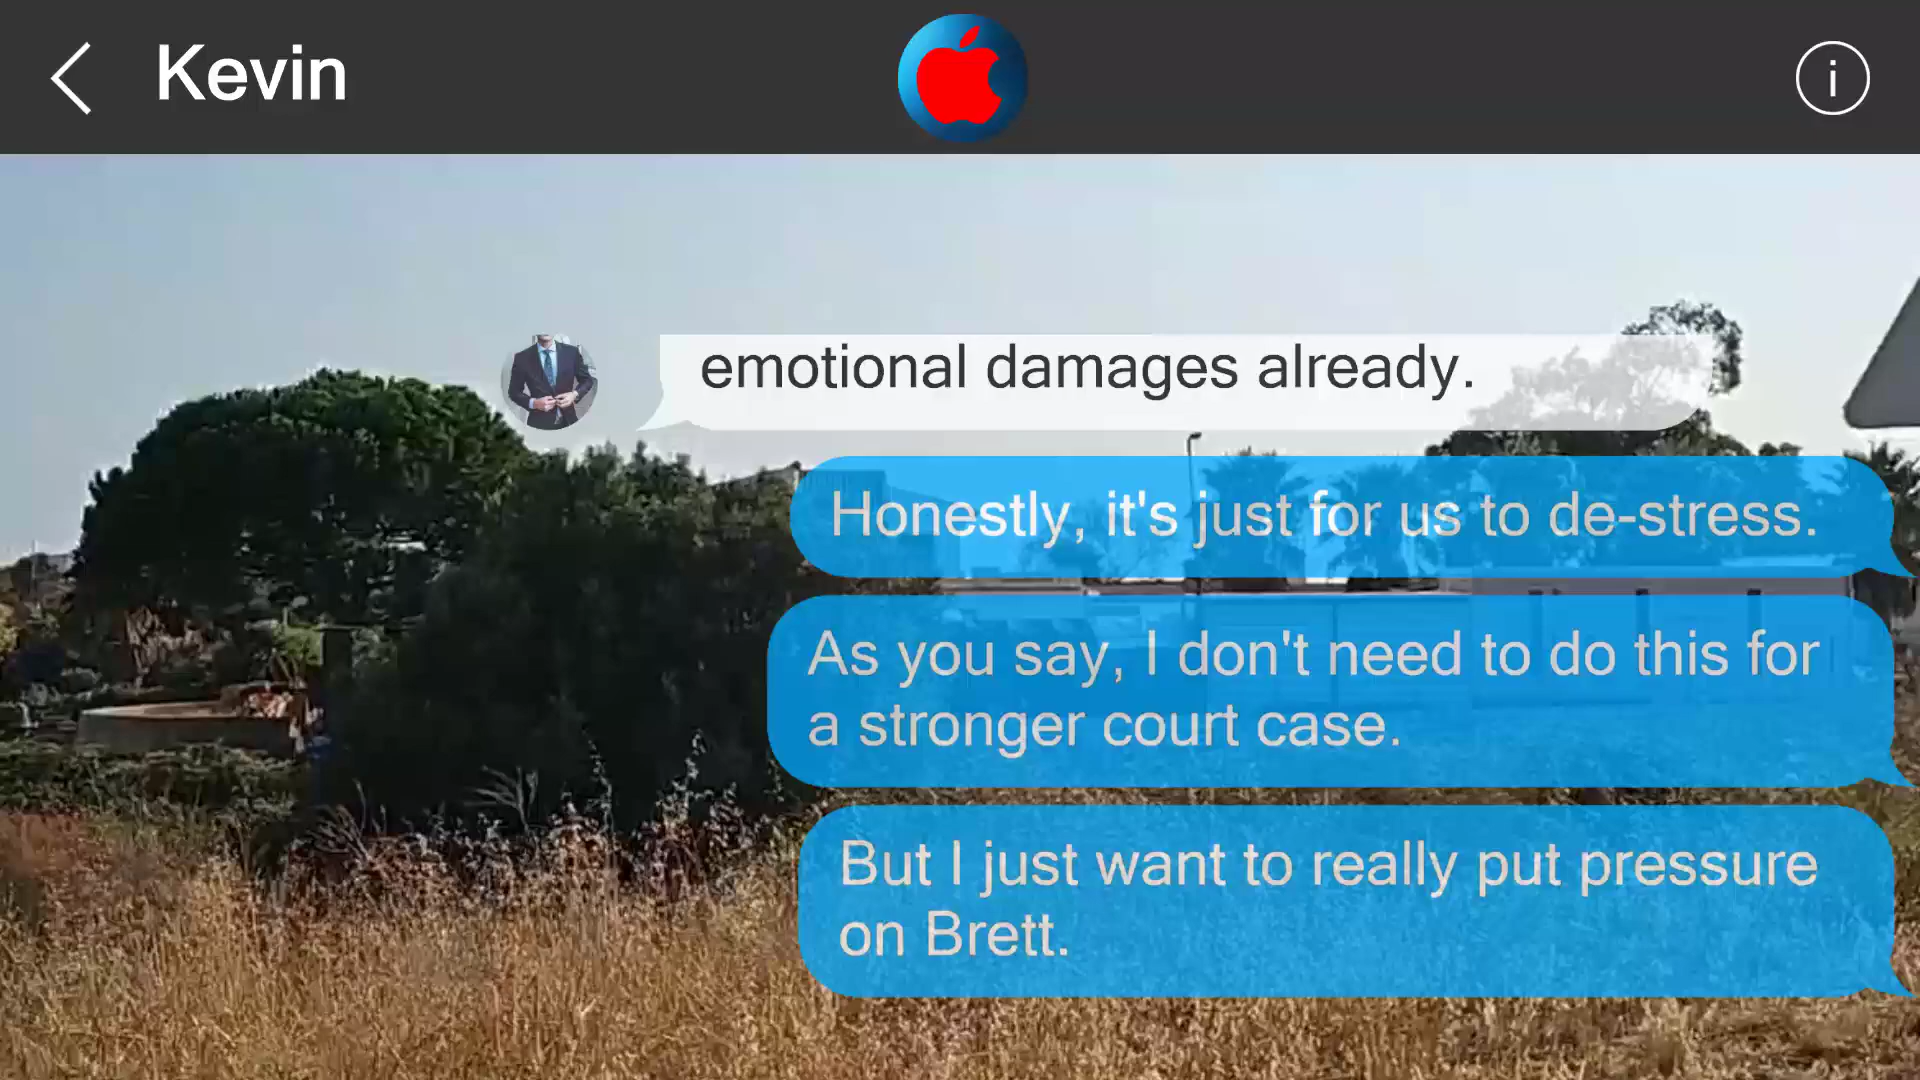 Kevin
emotional damages already.
Honestly, it's just for us to de-stress.
As you say, I don't need to do this for
a stronger court case.
But I just want to really put pressure
on Brett.